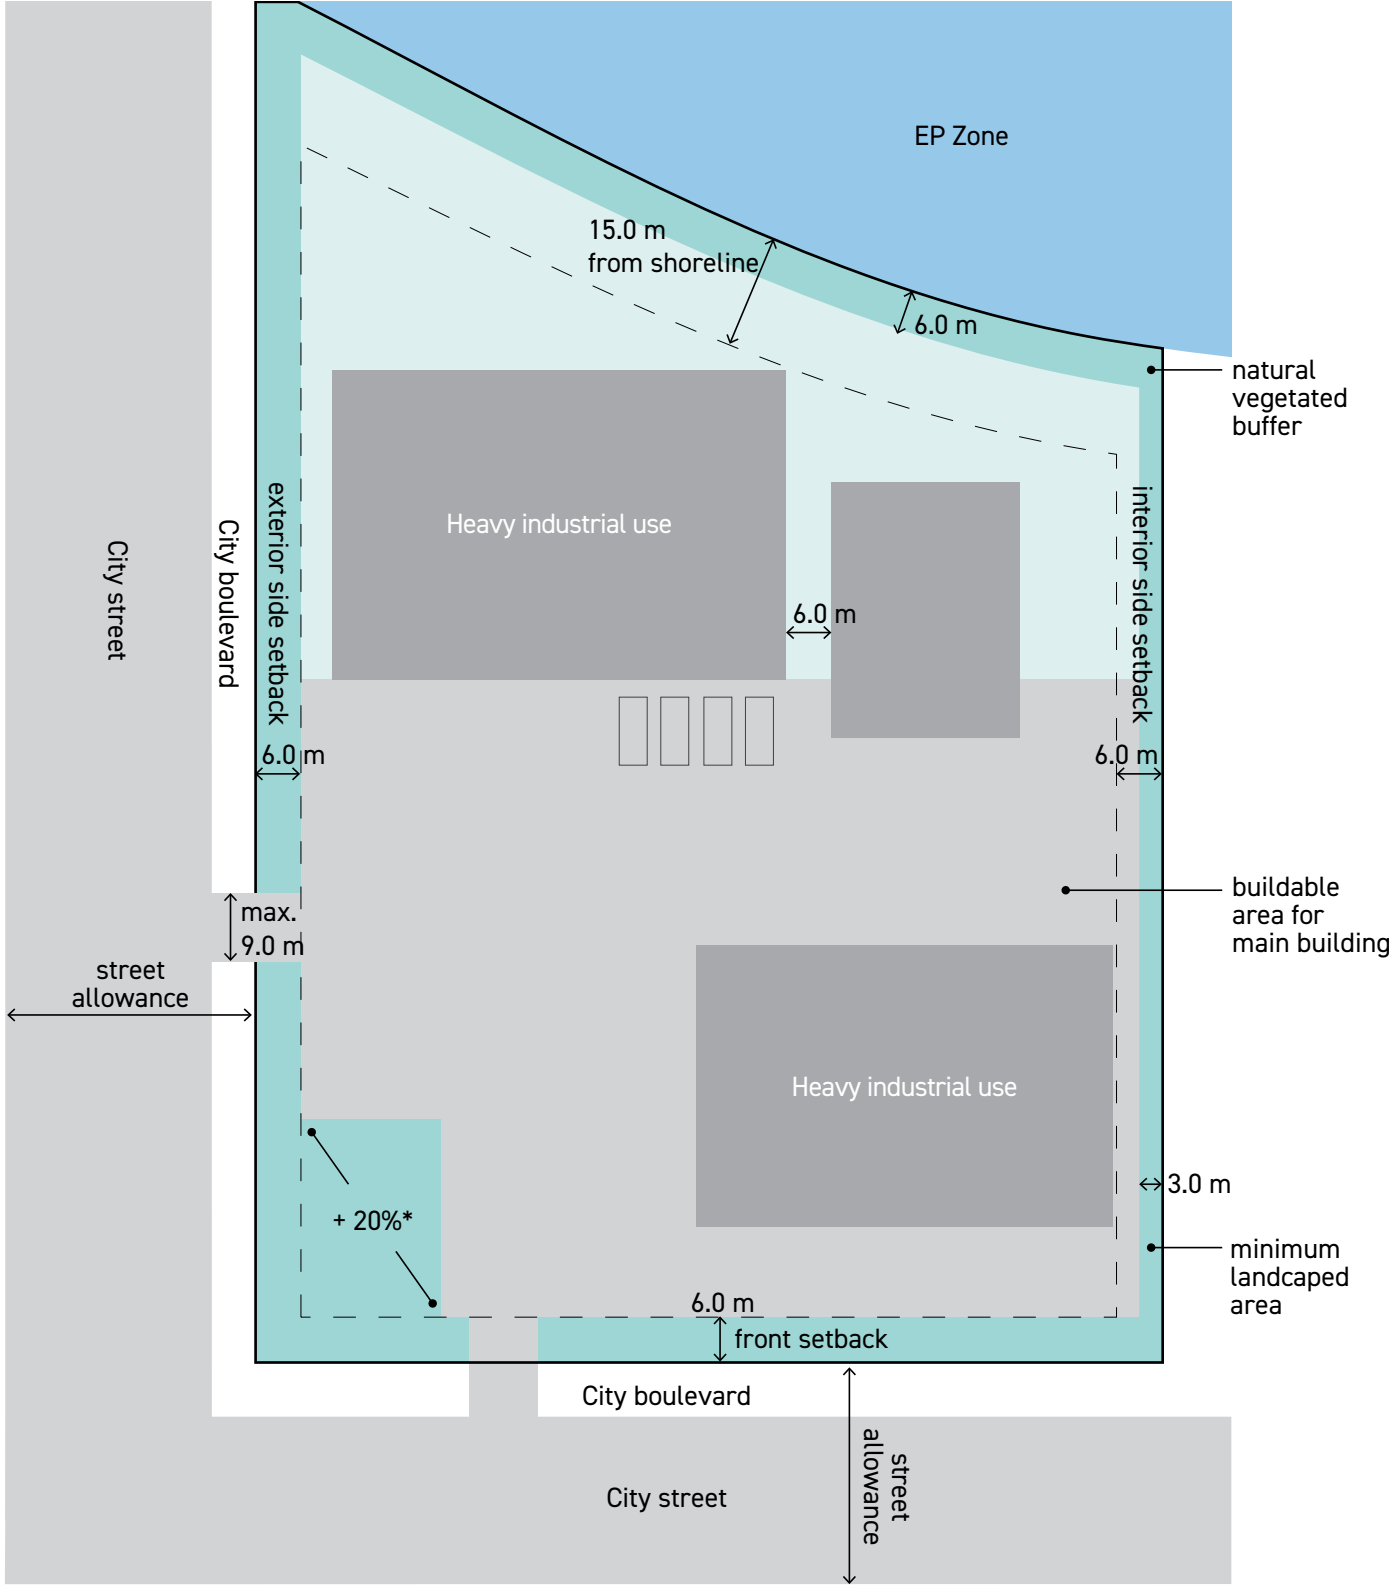 EP Zone
15.0 m
from shoreline
6.0 m
natural
vegetated
buffer
Heavy industrial use
exterior side setback
interior side setback
City boulevard
City street
6.0 m
6.0 m
6.0 m
buildable
area for
main building
max.
9.0 m
street
allowance
Heavy industrial use
3.0 m
+ 20%*
minimum
landcaped
area
6.0 m
front setback
City boulevard
street
allowance
City street